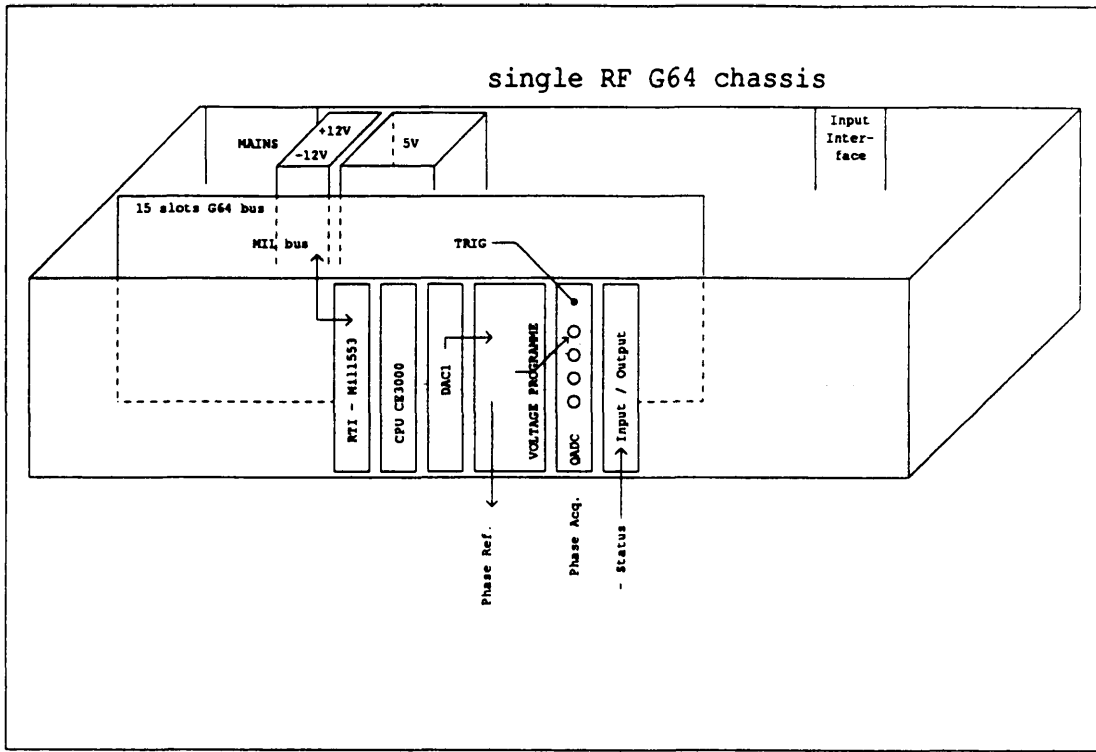 single RF G64 chassis
MAINS
+12V
-12V
5V
Input
Inter-
face
15 slots G64 bus
MIL bus
TRIG
RTI - Mil1553
CPU CE3000
DAC1
VOLTAGE PROGRAMME
QADC
Input / Output
Phase Ref.
Phase Acq.
- Status